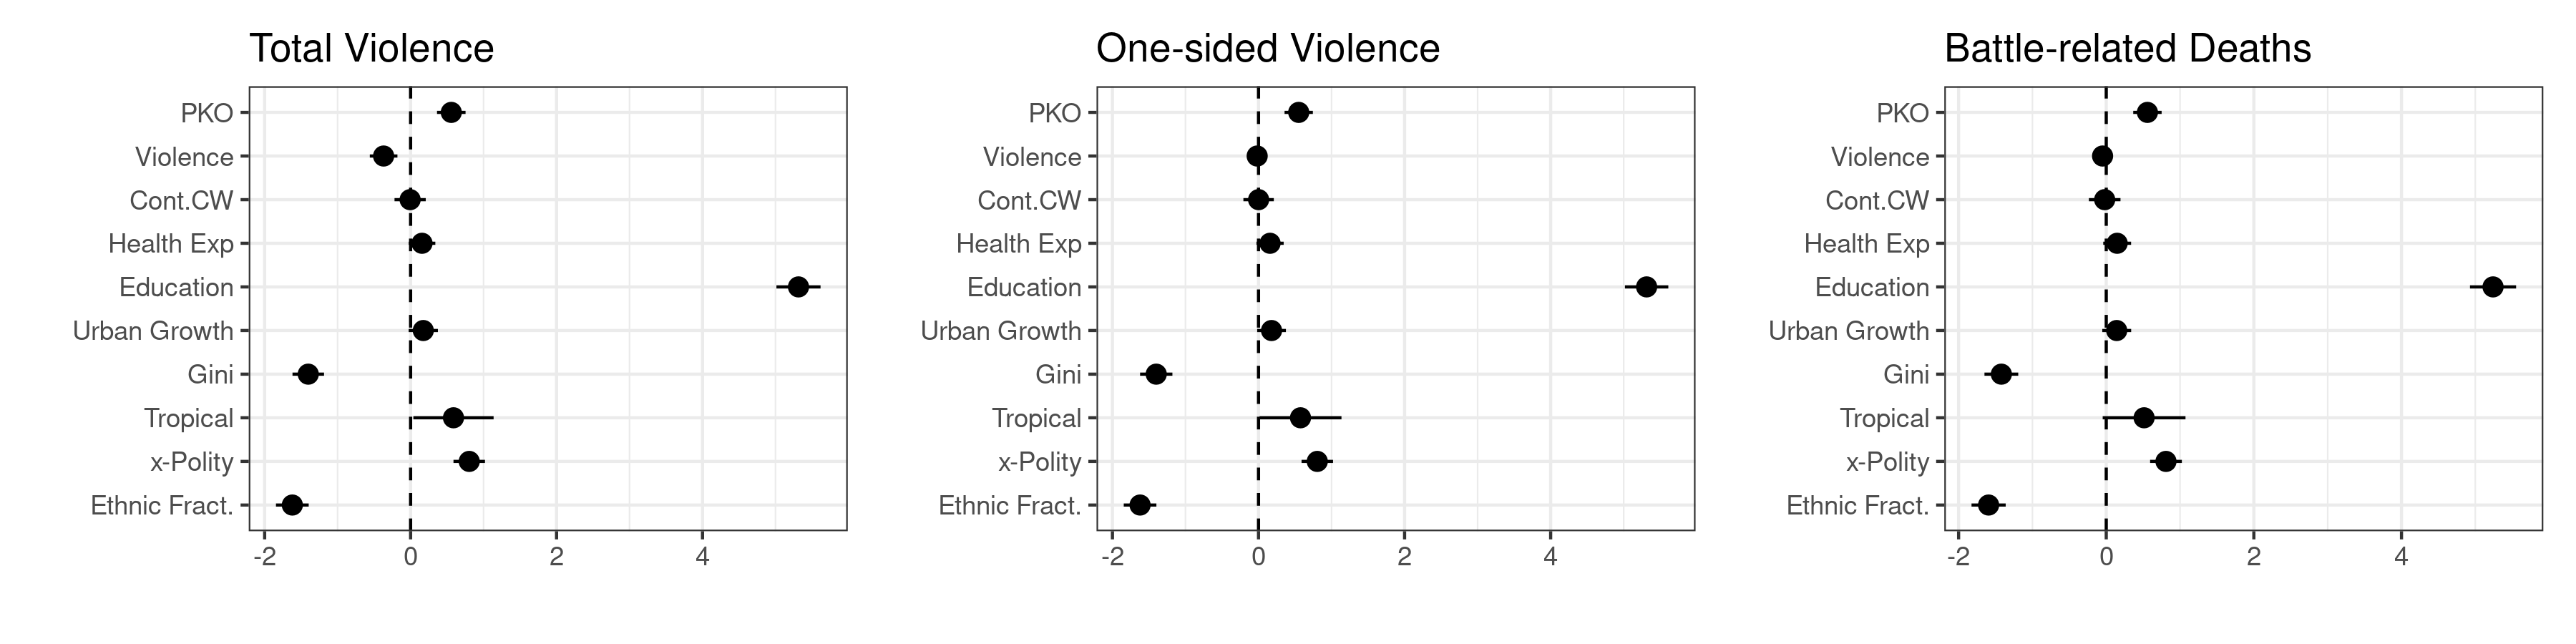 Total Violence
PKO
Violence
Cont.CW
Health Exp
Education
Urban Growth
Gini
Tropical
x-Polity
Ethnic Fract.
-2 0 2 4
One-sided Violence
PKO
Violence
Cont.CW
Health Exp
Education
Urban Growth
Gini
Tropical
x-Polity
Ethnic Fract.
-2 0 2 4
Battle-related Deaths
PKO
Violence
Cont.CW
Health Exp
Education
Urban Growth
Gini
Tropical
x-Polity
Ethnic Fract.
-2 0 2 4